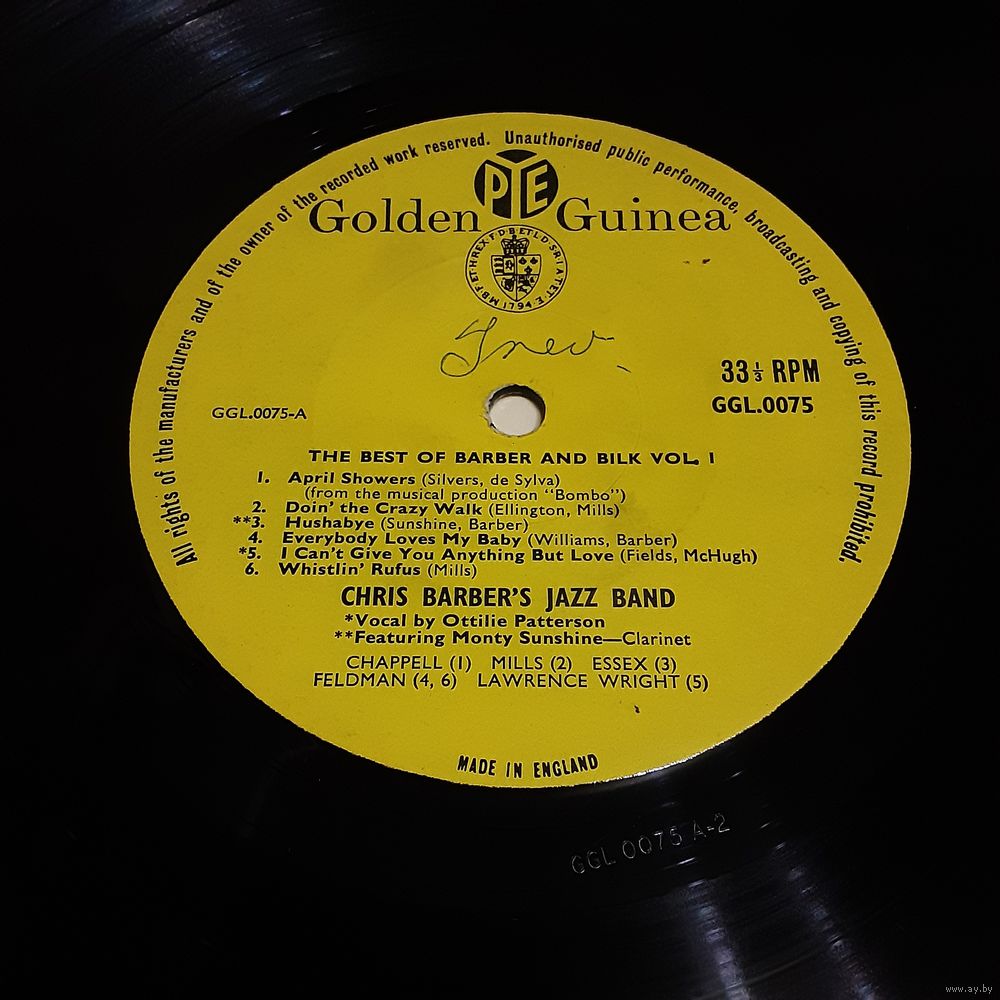 All rights of the manufacturers and of the owner of the recorded work reserved. Unauthorised public performance, broadcasting and copying of this record prohibited.
PYE
Golden Guinea
1794
33⅓ RPM
GGL.0075-A
GGL.0075
THE BEST OF BARBER AND BILK VOL. 1
1. April Showers (Silvers, de Sylva)
(from the musical production "Bombo")
2. Doin' the Crazy Walk (Ellington, Mills)
**3. Hushabye (Sunshine, Barber)
4. Everybody Loves My Baby (Williams, Barber)
*5. I Can't Give You Anything But Love (Fields, McHugh)
6. Whistlin' Rufus (Mills)
CHRIS BARBER'S JAZZ BAND
*Vocal by Ottilie Patterson
**Featuring Monty Sunshine—Clarinet
CHAPPELL (1) MILLS (2) ESSEX (3)
FELDMAN (4, 6) LAWRENCE WRIGHT (5)
MADE IN ENGLAND
GGL 0075 A-2
www.ay.by